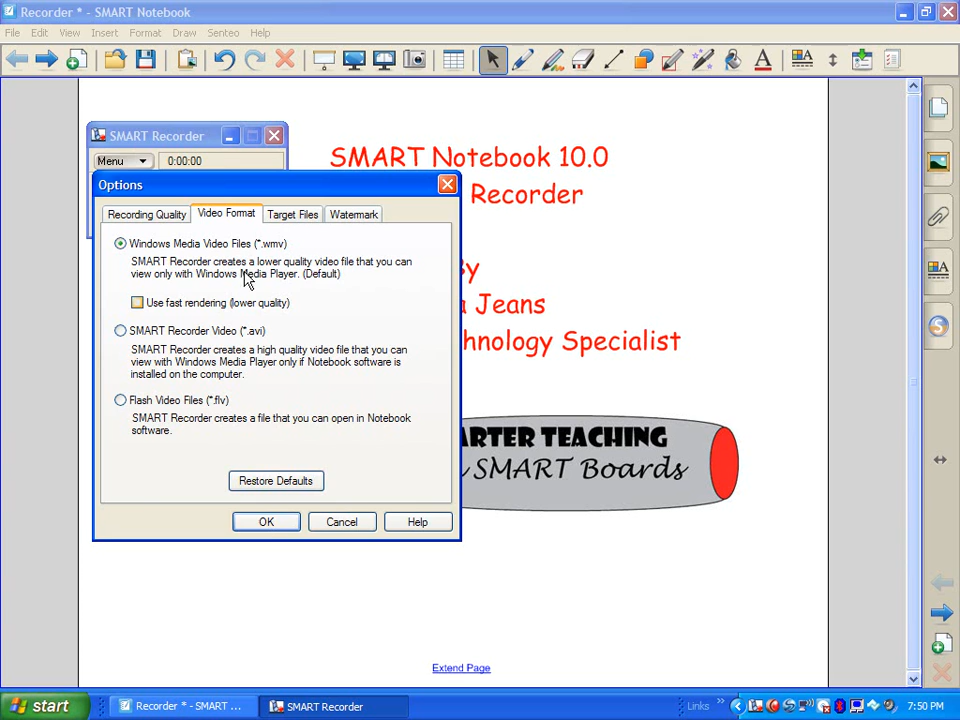 Recorder * - SMART Notebook
File Edit View Insert Format Draw Senteo Help
SMART Recorder
Menu 0:00:00
SMART Notebook 10.0
Recorder
Options
Recording Quality Video Format Target Files Watermark
Windows Media Video Files (*.wmv)
SMART Recorder creates a lower quality video file that you can
view only with Windows Media Player. (Default)
Use fast rendering (lower quality)
SMART Recorder Video (*.avi)
SMART Recorder creates a high quality video file that you can
view with Windows Media Player only if Notebook software is
installed on the computer.
Flash Video Files (*.flv)
SMART Recorder creates a file that you can open in Notebook
software.
Restore Defaults
OK Cancel Help
Jeans
hnology Specialist
ARTER TEACHING
SMART Boards
Extend Page
start Recorder * - SMART ... SMART Recorder Links » 7:50 PM